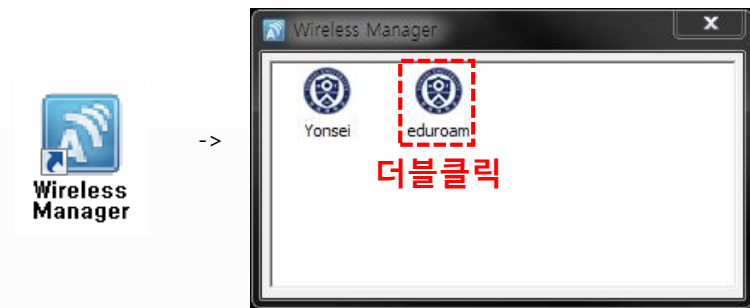 Wireless Manager
->
Wireless Manager
Yonsei
eduroam
더블클릭
X